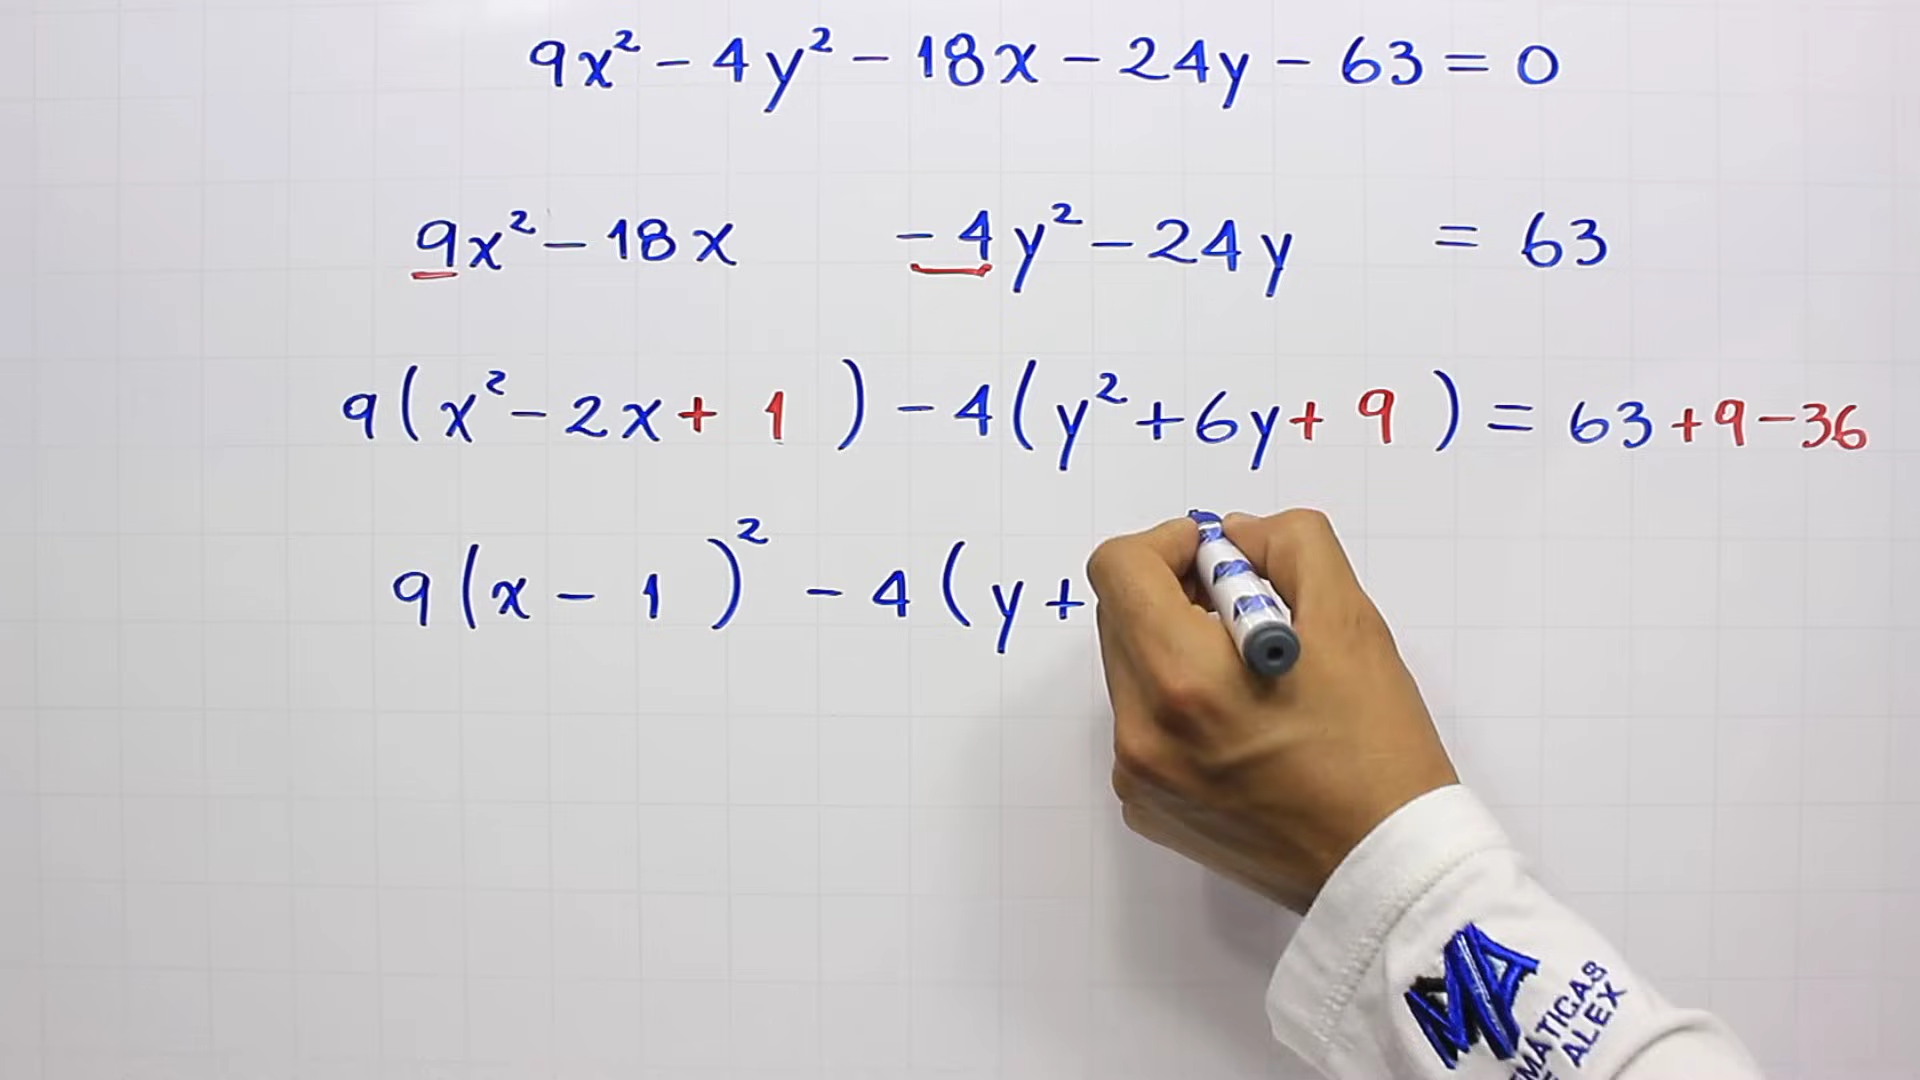 9x² - 4y² - 18x - 24y - 63 = 0
9x² - 18x - 4y² - 24y = 63
9(x² - 2x + 1) - 4(y² + 6y + 9) = 63 + 9 - 36
9(x - 1)² - 4(y +
MA
ALEX